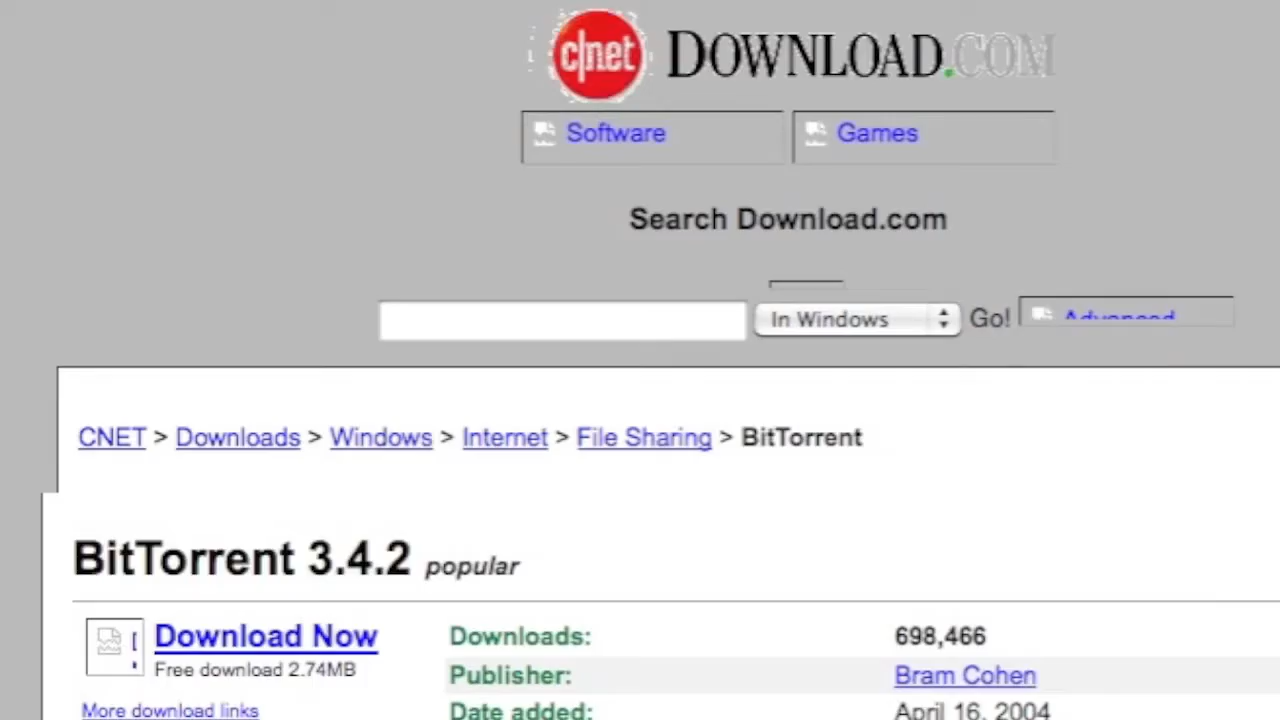 c|net DOWNLOAD.COM
Software Games
Search Download.com
In Windows Go! Advanced
CNET > Downloads > Windows > Internet > File Sharing > BitTorrent
BitTorrent 3.4.2 popular
Download Now Downloads: 698,466
Free download 2.74MB
Publisher: Bram Cohen
More download links
Date added: April 16, 2004